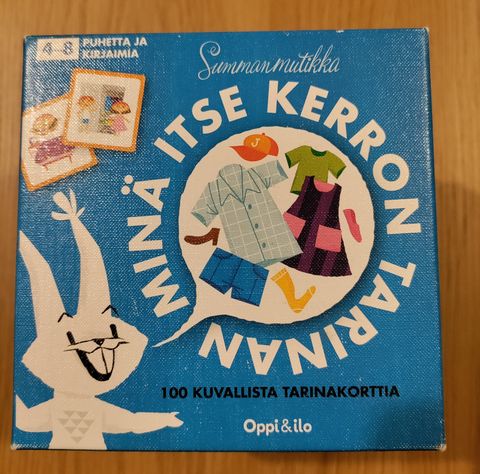 4-8 PUHETTA JA
KIRJAIMIA
Summanmutikka
MINÄ ITSE KERRON TARINAN
J
100 KUVALLISTA TARINAKORTTIA
Oppi&ilo